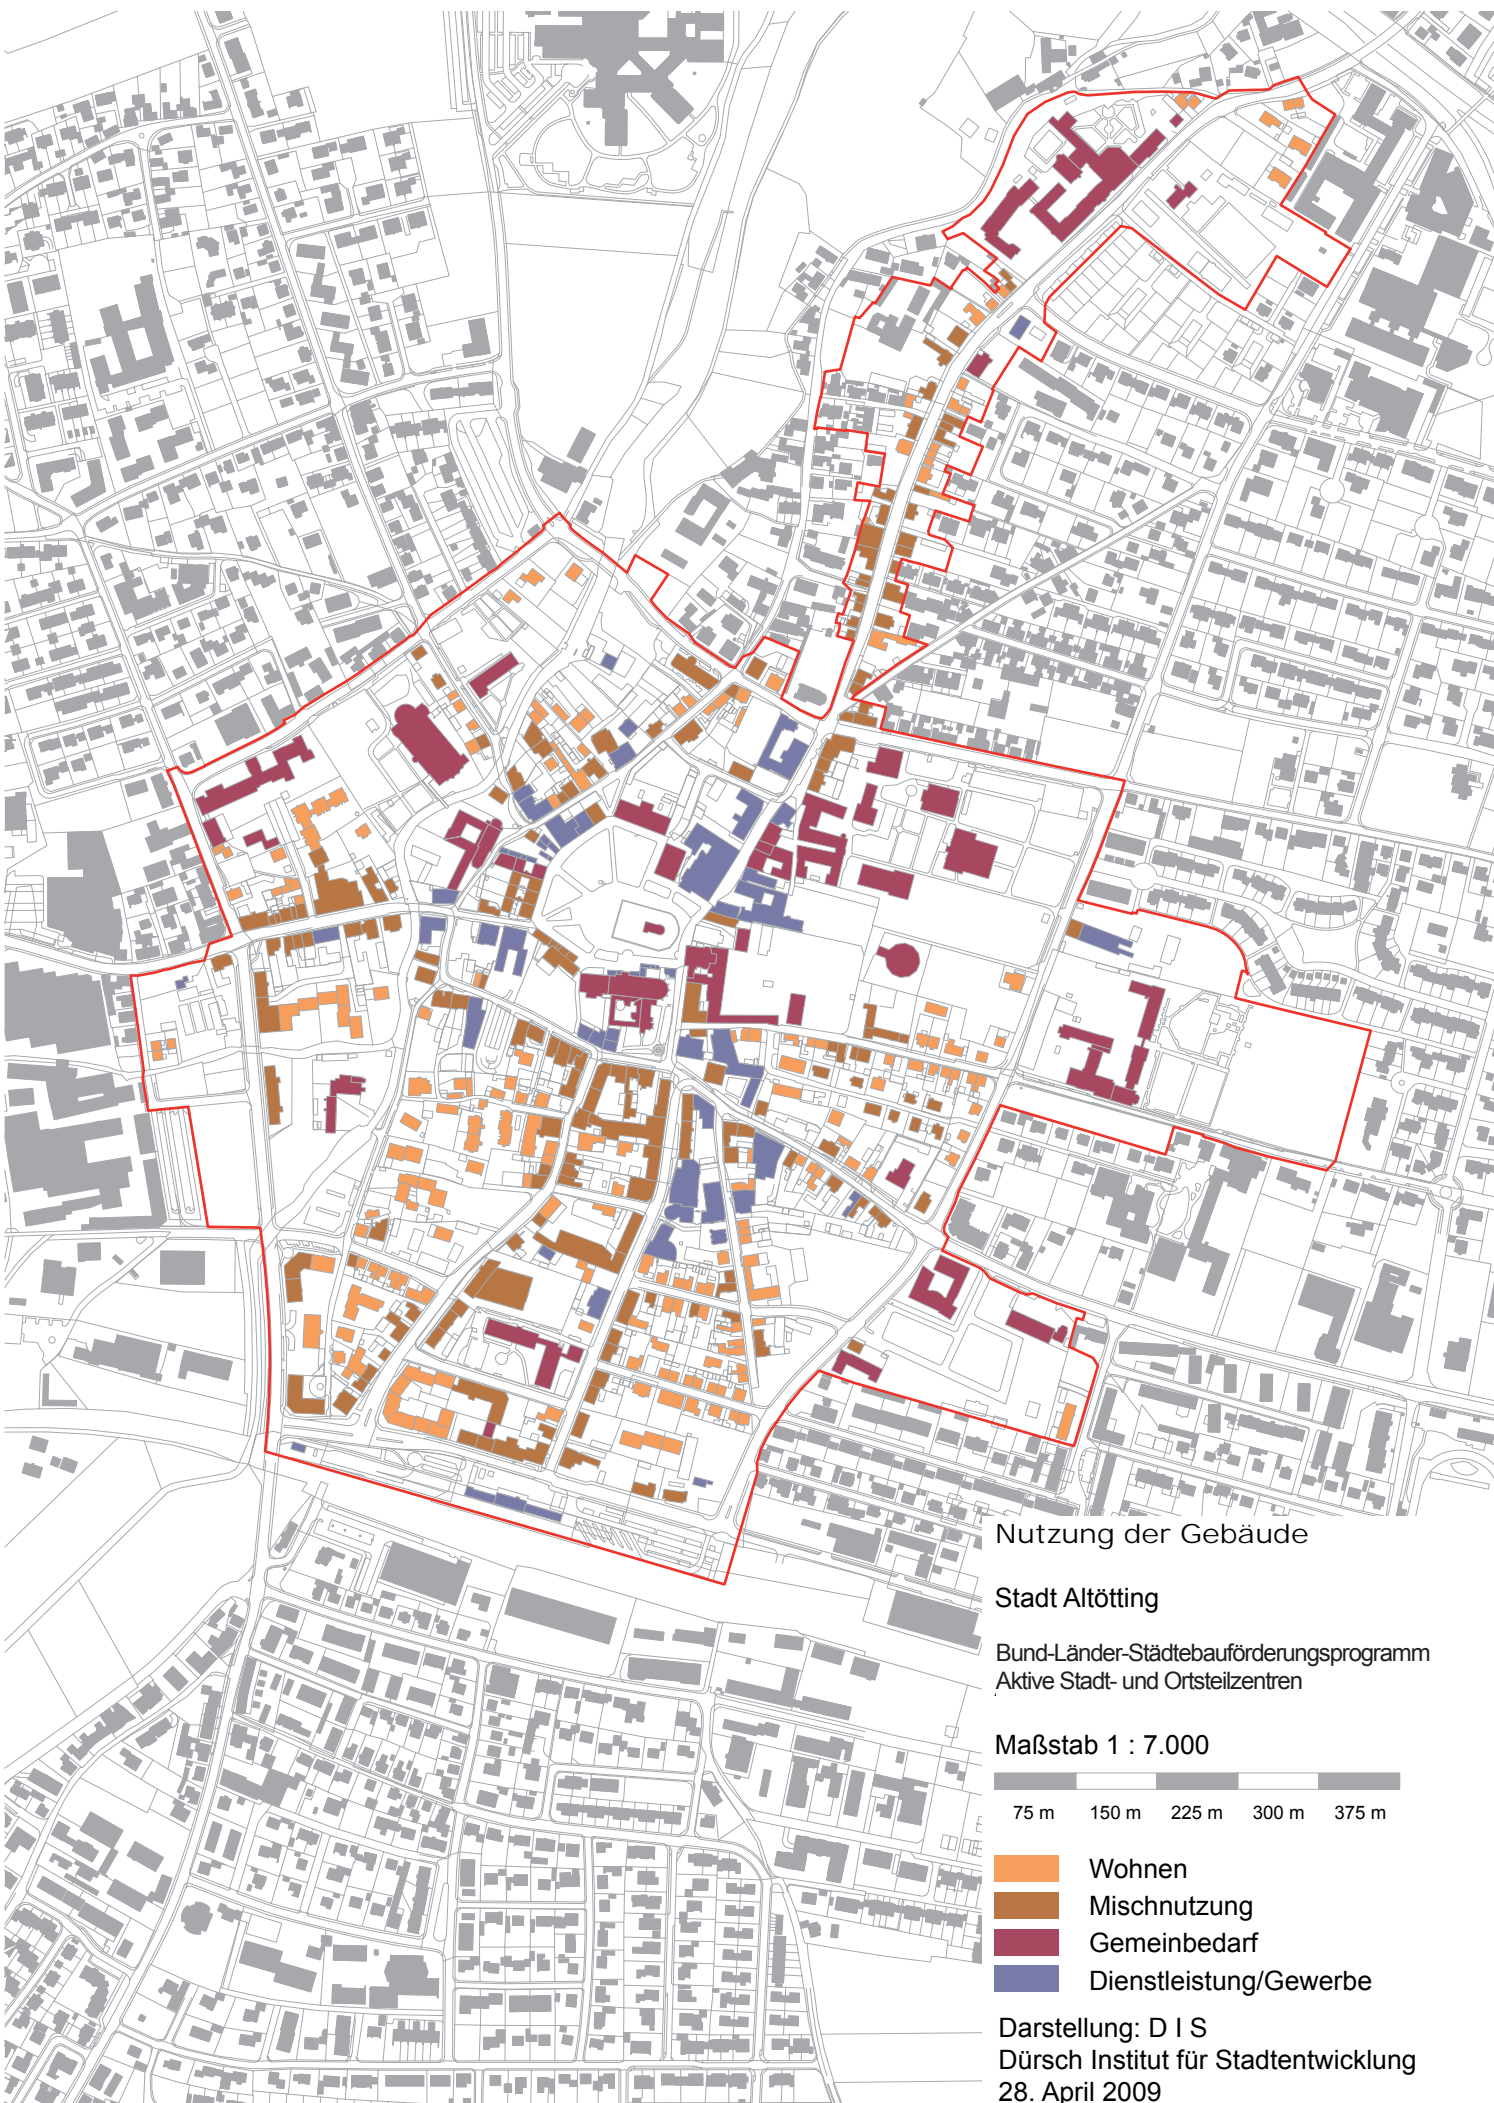 Nutzung der Gebäude
Stadt Altötting
Bund-Länder-Städtebauförderungsprogramm
Aktive Stadt- und Ortsteilzentren
Maßstab 1 : 7.000
75 m 150 m 225 m 300 m 375 m
Wohnen
Mischnutzung
Gemeinbedarf
Dienstleistung/Gewerbe
Darstellung: D I S
Dürsch Institut für Stadtentwicklung
28. April 2009